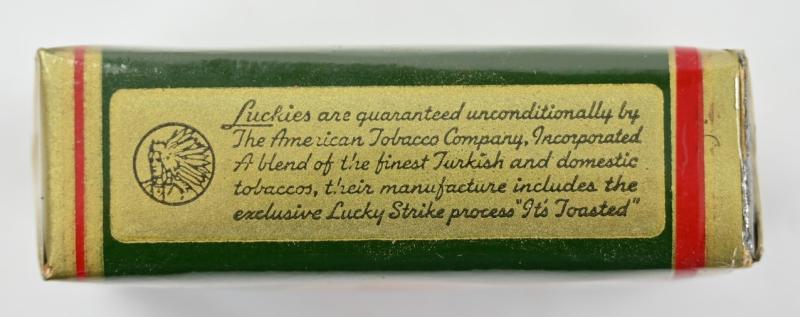 Luckies are guaranteed unconditionally by
The American Tobacco Company, Incorporated
A blend of the finest Turkish and domestic
tobaccos, their manufacture includes the
exclusive Lucky Strike process "It's Toasted"